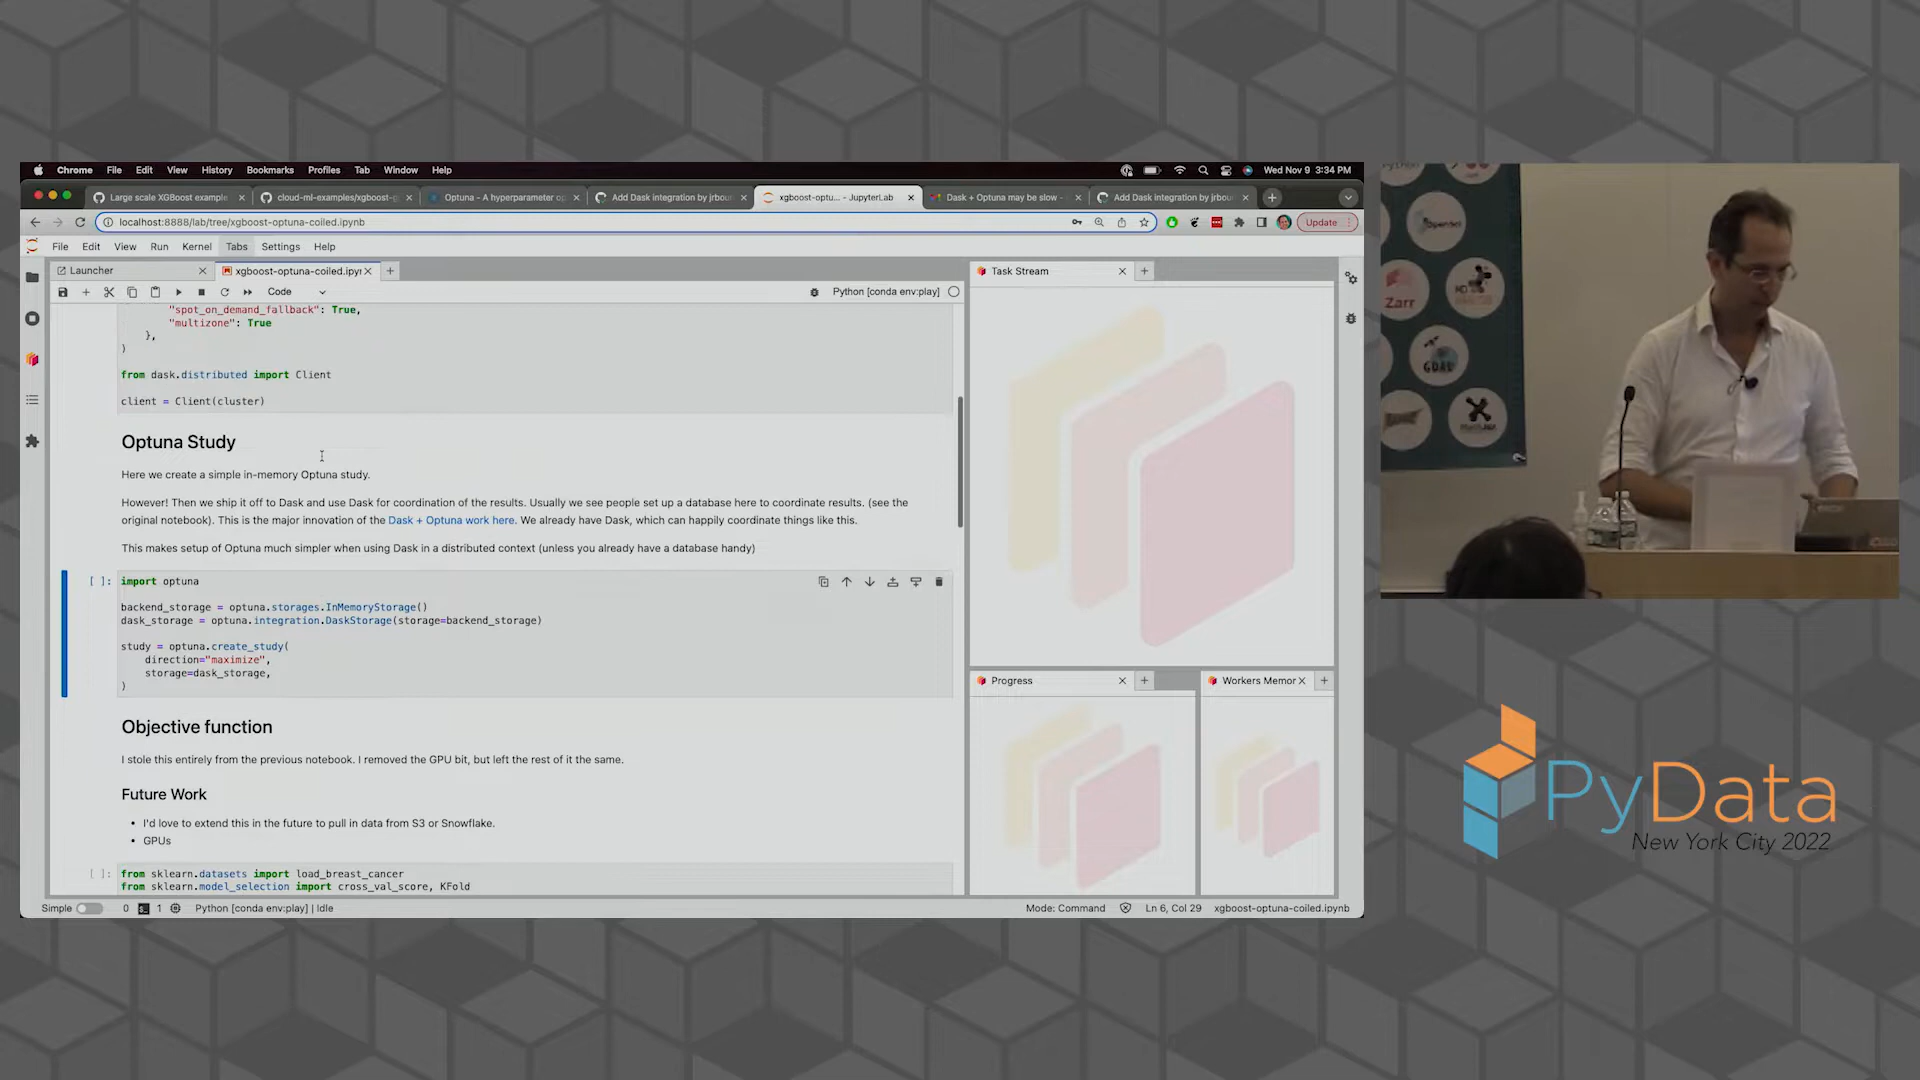 Chrome File Edit View History Bookmarks Profiles Tab Window Help Wed Nov 9 3:34 PM
Large scale XGBoost example
cloud-ml-examples/xgboost-
Optuna - A hyperparameter o
Add Dask integration by jrbou
xgboost-optu... - JupyterLab
Dask + Optuna may be slow -
Add Dask integration by jrbou
localhost:8888/lab/tree/xgboost-optuna-coiled.ipynb
Update
File Edit View Run Kernel Tabs Settings Help
Launcher
xgboost-optuna-coiled.ipyr
Task Stream
Code
Python [conda env:play]
"spot_on_demand_fallback": True,
"multizone": True
},
)
from dask.distributed import Client
client = Client(cluster)
Optuna Study
Here we create a simple in-memory Optuna study.
However! Then we ship it off to Dask and use Dask for coordination of the results. Usually we see people set up a database here to coordinate results. (see the
original notebook). This is the major innovation of the Dask + Optuna work here. We already have Dask, which can happily coordinate things like this.
This makes setup of Optuna much simpler when using Dask in a distributed context (unless you already have a database handy)
[ ]: import optuna
backend_storage = optuna.storages.InMemoryStorage()
dask_storage = optuna.integration.DaskStorage(storage=backend_storage)
study = optuna.create_study(
direction="maximize",
storage=dask_storage,
)
Progress
Workers Memor
Objective function
I stole this entirely from the previous notebook. I removed the GPU bit, but left the rest of it the same.
Future Work
• I'd love to extend this in the future to pull in data from S3 or Snowflake.
• GPUs
[ ]: from sklearn.datasets import load_breast_cancer
from sklearn.model_selection import cross_val_score, KFold
Simple 0 1 Python [conda env:play] | Idle
Mode: Command Ln 6, Col 29 xgboost-optuna-coiled.ipynb
Zarr
GDAL
PyData
New York City 2022